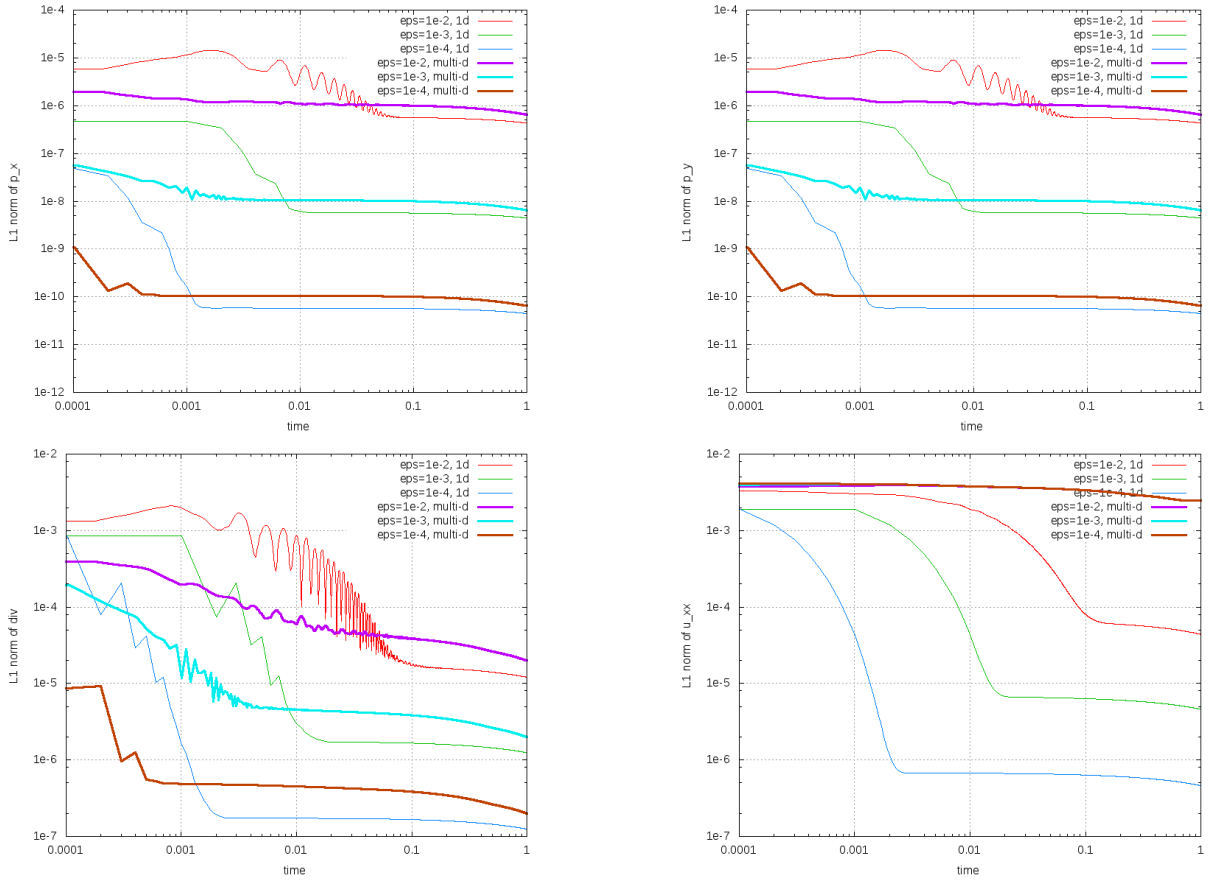 1e-4
1e-5
1e-6
1e-7
1e-8
1e-9
1e-10
1e-11
1e-12
L1 norm of p_x
eps=1e-2, 1d
eps=1e-3, 1d
eps=1e-4, 1d
eps=1e-2, multi-d
eps=1e-3, multi-d
eps=1e-4, multi-d
0.0001 0.001 0.01 0.1 1
time
1e-4
1e-5
1e-6
1e-7
1e-8
1e-9
1e-10
1e-11
1e-12
L1 norm of p_y
eps=1e-2, 1d
eps=1e-3, 1d
eps=1e-4, 1d
eps=1e-2, multi-d
eps=1e-3, multi-d
eps=1e-4, multi-d
0.0001 0.001 0.01 0.1 1
time
1e-2
1e-3
1e-4
1e-5
1e-6
1e-7
L1 norm of div
eps=1e-2, 1d
eps=1e-3, 1d
eps=1e-4, 1d
eps=1e-2, multi-d
eps=1e-3, multi-d
eps=1e-4, multi-d
0.0001 0.001 0.01 0.1 1
time
1e-2
1e-3
1e-4
1e-5
1e-6
1e-7
L1 norm of u_xx
eps=1e-2, 1d
eps=1e-3, 1d
eps=1e-4, 1d
eps=1e-2, multi-d
eps=1e-3, multi-d
eps=1e-4, multi-d
0.0001 0.001 0.01 0.1 1
time